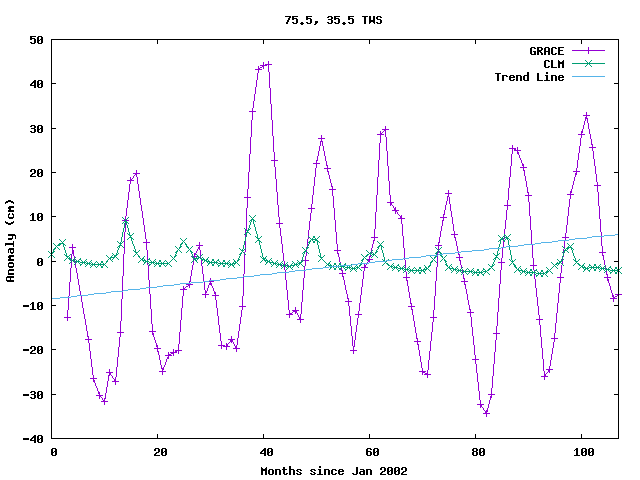 75.5, 35.5 TWS
GRACE
CLM
Trend Line
Anomaly (cm)
50
40
30
20
10
0
-10
-20
-30
-40
0 20 40 60 80 100
Months since Jan 2002